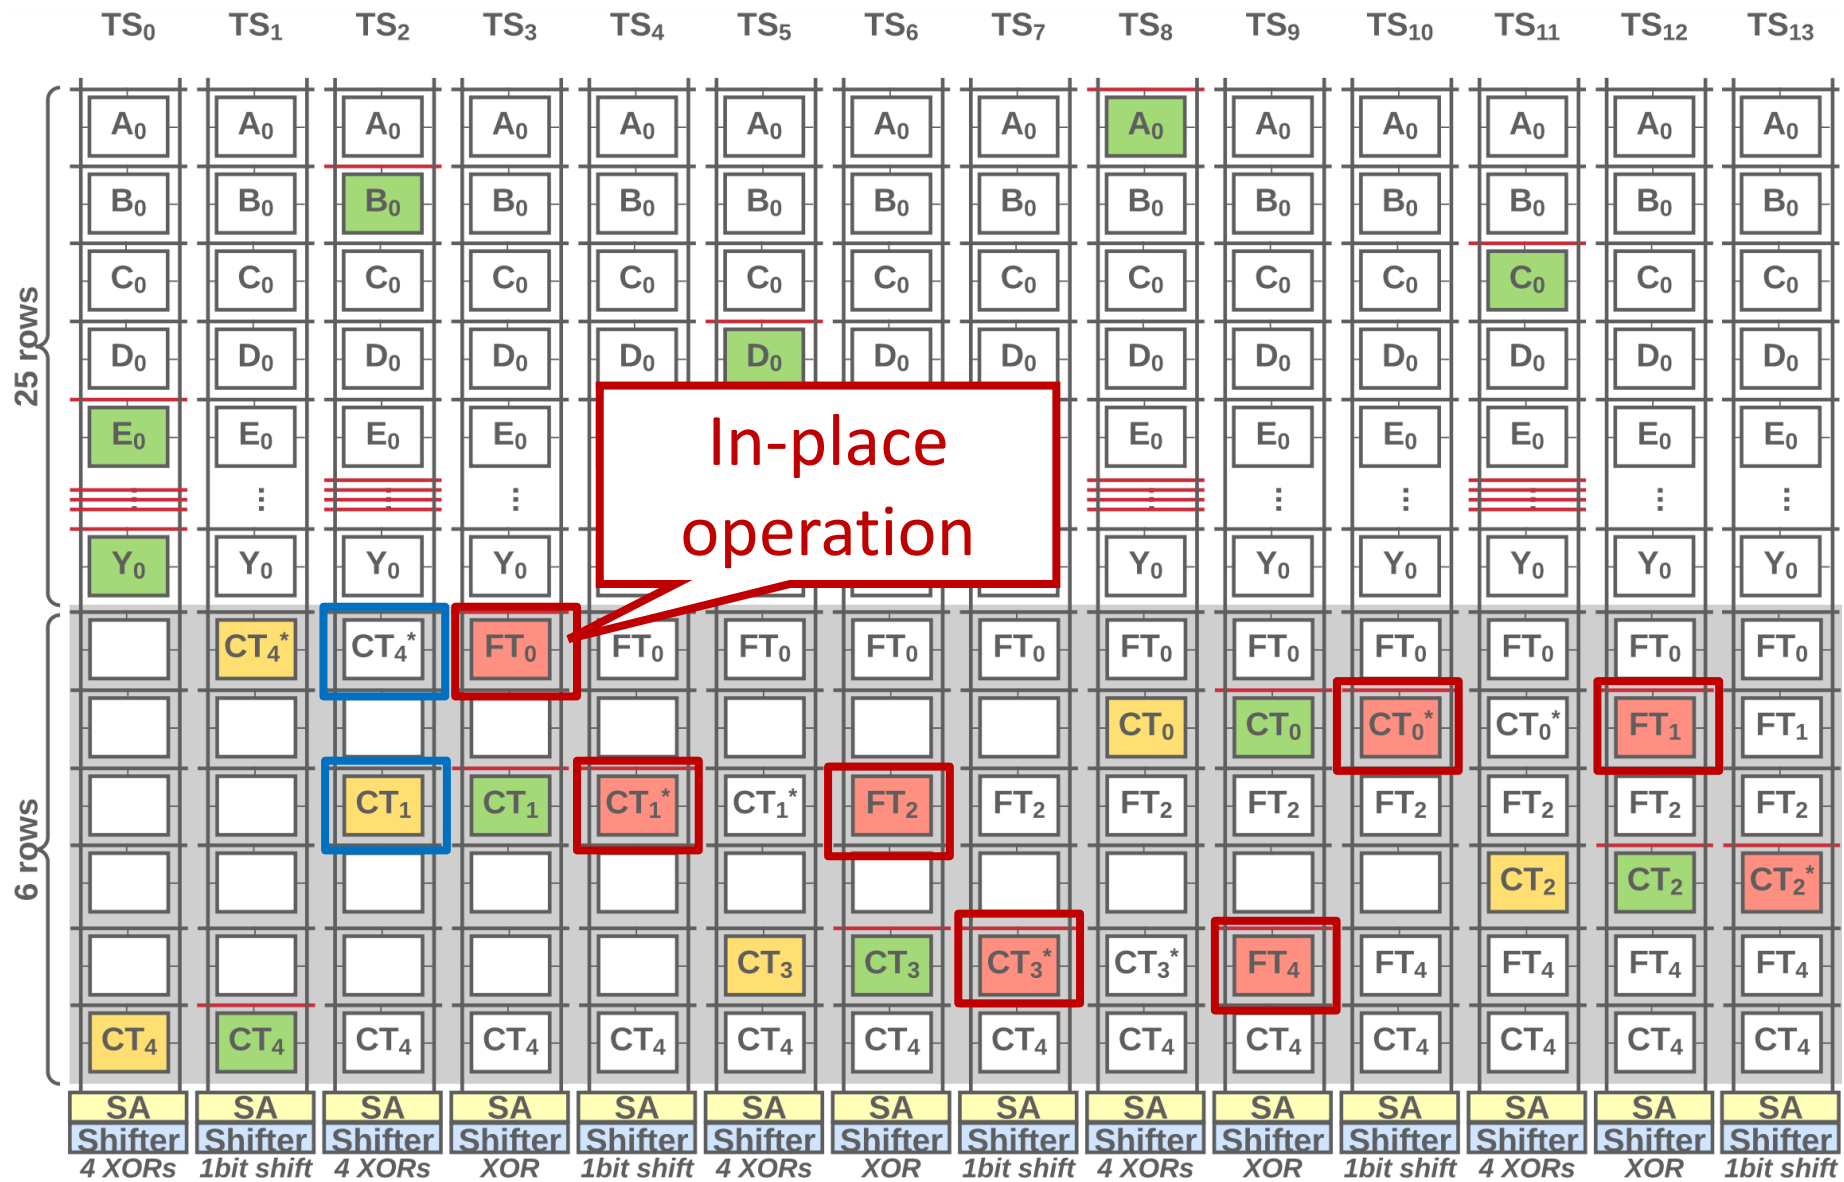 TS₀ TS₁ TS₂ TS₃ TS₄ TS₅ TS₆ TS₇ TS₈ TS₉ TS₁₀ TS₁₁ TS₁₂ TS₁₃
25 rows
A₀ A₀ A₀ A₀ A₀ A₀ A₀ A₀ A₀ A₀ A₀ A₀ A₀ A₀
B₀ B₀ B₀ B₀ B₀ B₀ B₀ B₀ B₀ B₀ B₀ B₀ B₀ B₀
C₀ C₀ C₀ C₀ C₀ C₀ C₀ C₀ C₀ C₀ C₀ C₀ C₀ C₀
D₀ D₀ D₀ D₀ D₀ D₀ D₀ D₀ D₀ D₀ D₀ D₀ D₀ D₀
E₀ E₀ E₀ E₀ E₀ E₀ E₀ E₀ E₀ E₀
In-place
operation
Y₀ Y₀ Y₀ Y₀ Y₀ Y₀ Y₀ Y₀ Y₀ Y₀
6 rows
CT₄* CT₄* FT₀ FT₀ FT₀ FT₀ FT₀ FT₀ FT₀ FT₀ FT₀ FT₀ FT₀
CT₀ CT₀ CT₀* CT₀* FT₁ FT₁
CT₁ CT₁ CT₁* CT₁* FT₂ FT₂ FT₂ FT₂ FT₂ FT₂ FT₂ FT₂
CT₂ CT₂ CT₂*
CT₃ CT₃ CT₃* CT₃* FT₄ FT₄ FT₄ FT₄ FT₄
CT₄ CT₄ CT₄ CT₄ CT₄ CT₄ CT₄ CT₄ CT₄ CT₄ CT₄ CT₄ CT₄ CT₄
SA SA SA SA SA SA SA SA SA SA SA SA SA SA
Shifter Shifter Shifter Shifter Shifter Shifter Shifter Shifter Shifter Shifter Shifter Shifter Shifter Shifter
4 XORs 1bit shift 4 XORs XOR 1bit shift 4 XORs XOR 1bit shift 4 XORs XOR 1bit shift 4 XORs XOR 1bit shift